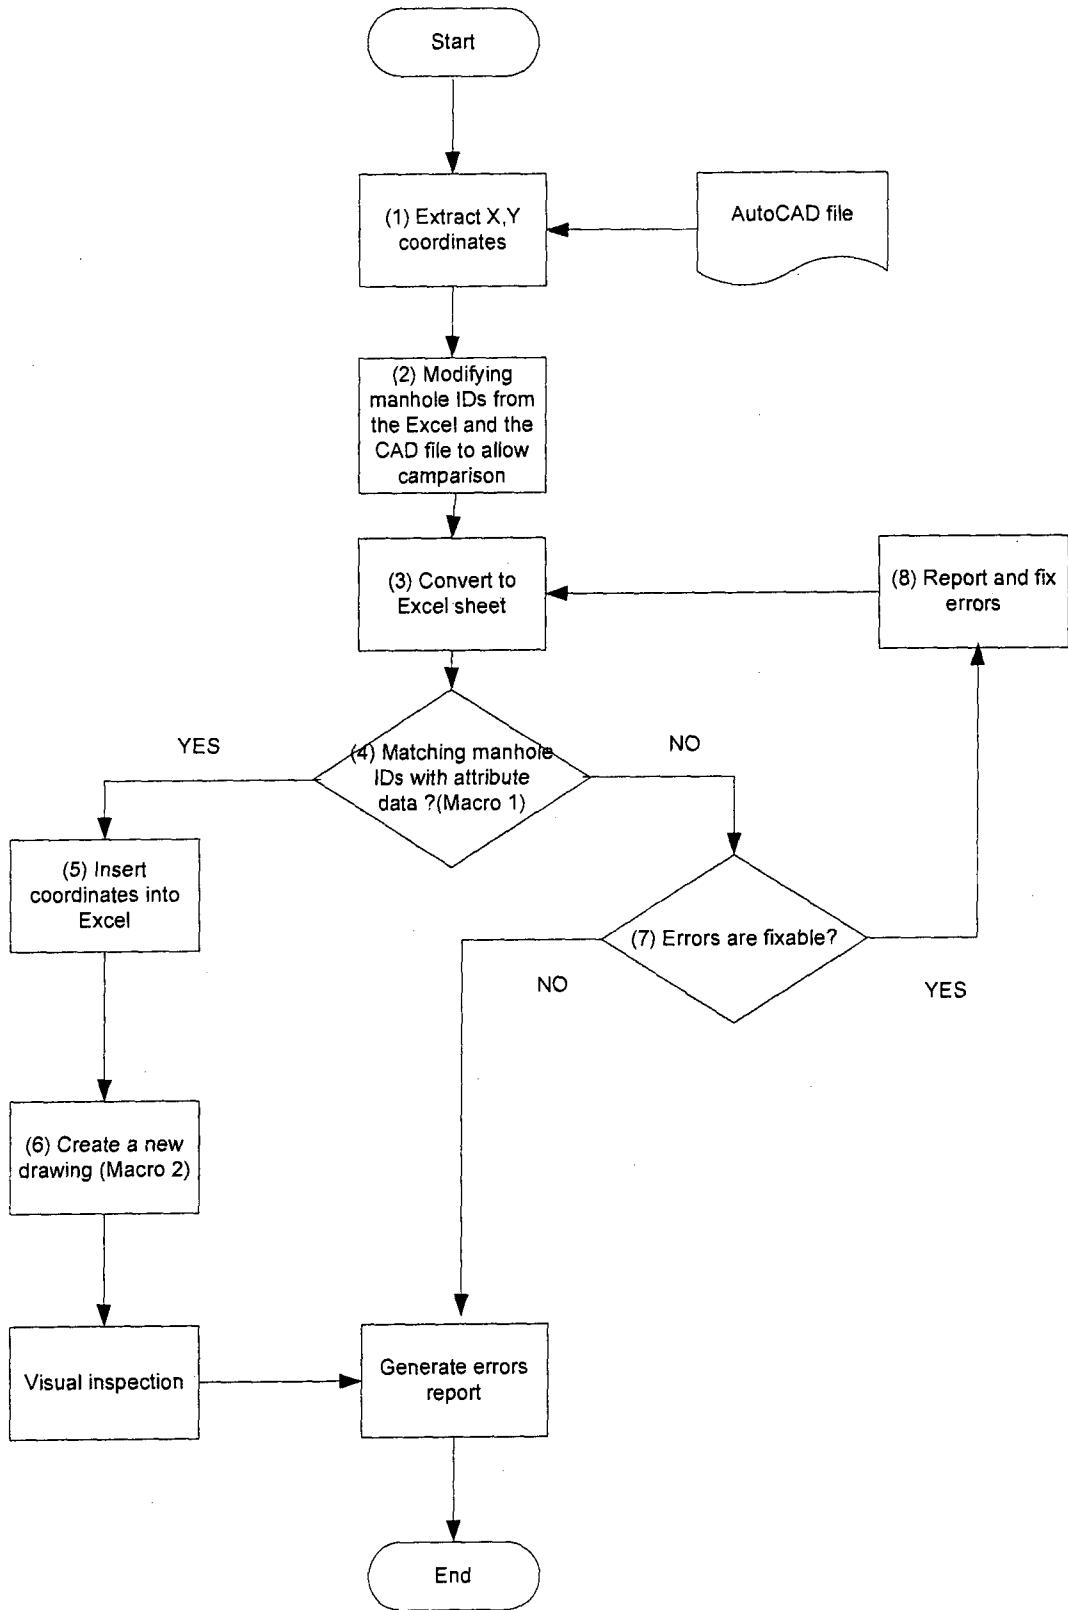 Start
(1) Extract X,Y
coordinates
AutoCAD file
(2) Modifying
manhole IDs from
the Excel and the
CAD file to allow
camparison
(3) Convert to
Excel sheet
(8) Report and fix
errors
YES
(4) Matching manhole
IDs with attribute
data ?(Macro 1)
NO
(5) Insert
coordinates into
Excel
(7) Errors are fixable?
NO
YES
(6) Create a new
drawing (Macro 2)
Visual inspection
Generate errors
report
End